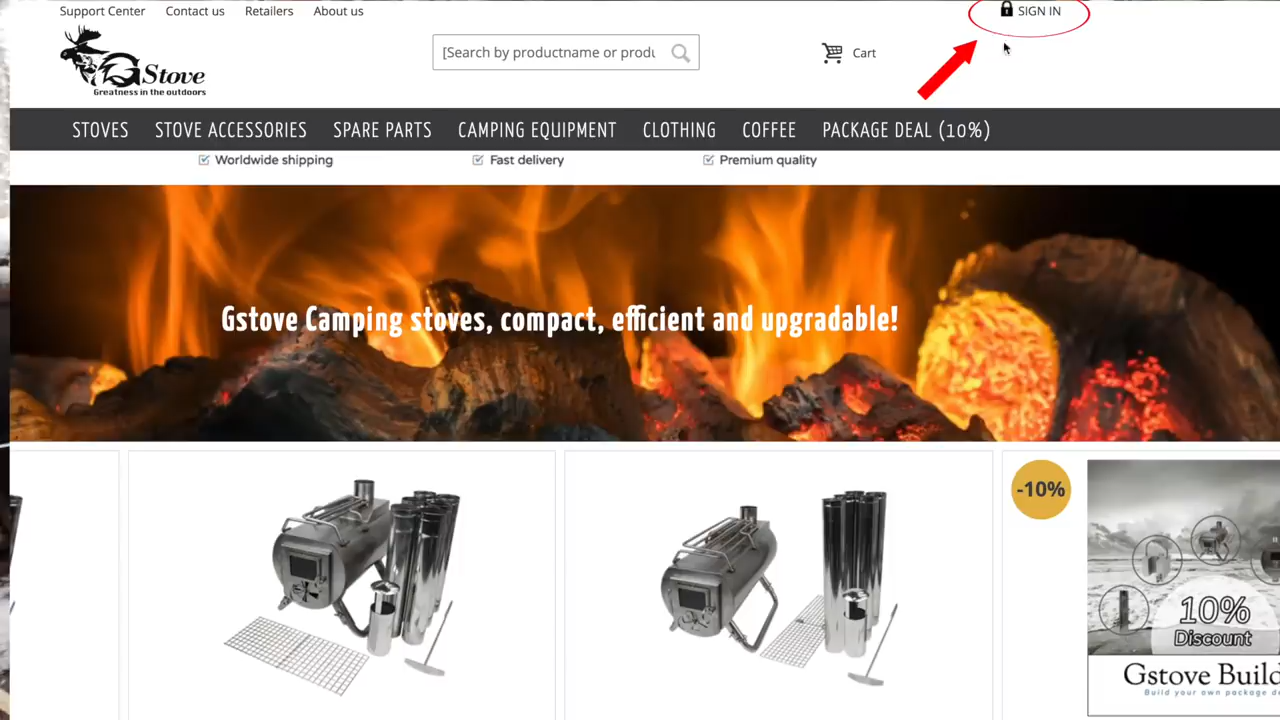 Support Center
Contact us
Retailers
About us
SIGN IN
GStove
Greatness in the outdoors
[Search by productname or produ
Cart
STOVES
STOVE ACCESSORIES
SPARE PARTS
CAMPING EQUIPMENT
CLOTHING
COFFEE
PACKAGE DEAL (10%)
Worldwide shipping
Fast delivery
Premium quality
Gstove Camping stoves, compact, efficient and upgradable!
-10%
10%
Discount
Gstove Build
Build your own package de